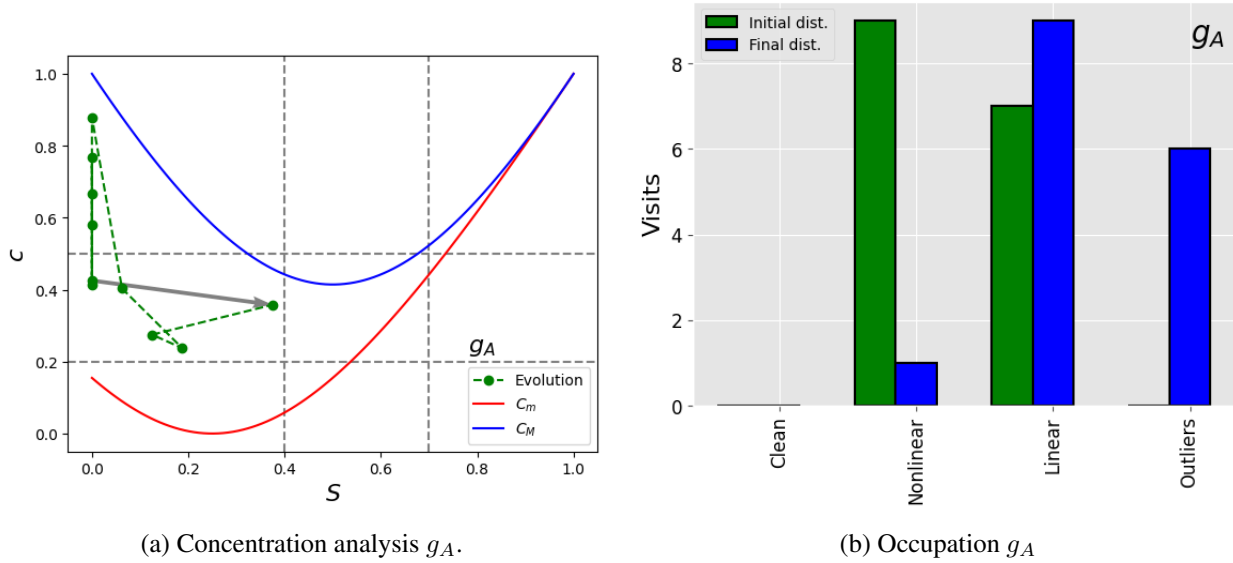 1.0
0.8
0.6
0.4
0.2
0.0
c
0.0 0.2 0.4 0.6 0.8 1.0
S
g_A
Evolution
C_m
C_M
(a) Concentration analysis g_A.
Initial dist.
Final dist.
g_A
8
6
4
2
0
Visits
Clean
Nonlinear
Linear
Outliers
(b) Occupation g_A